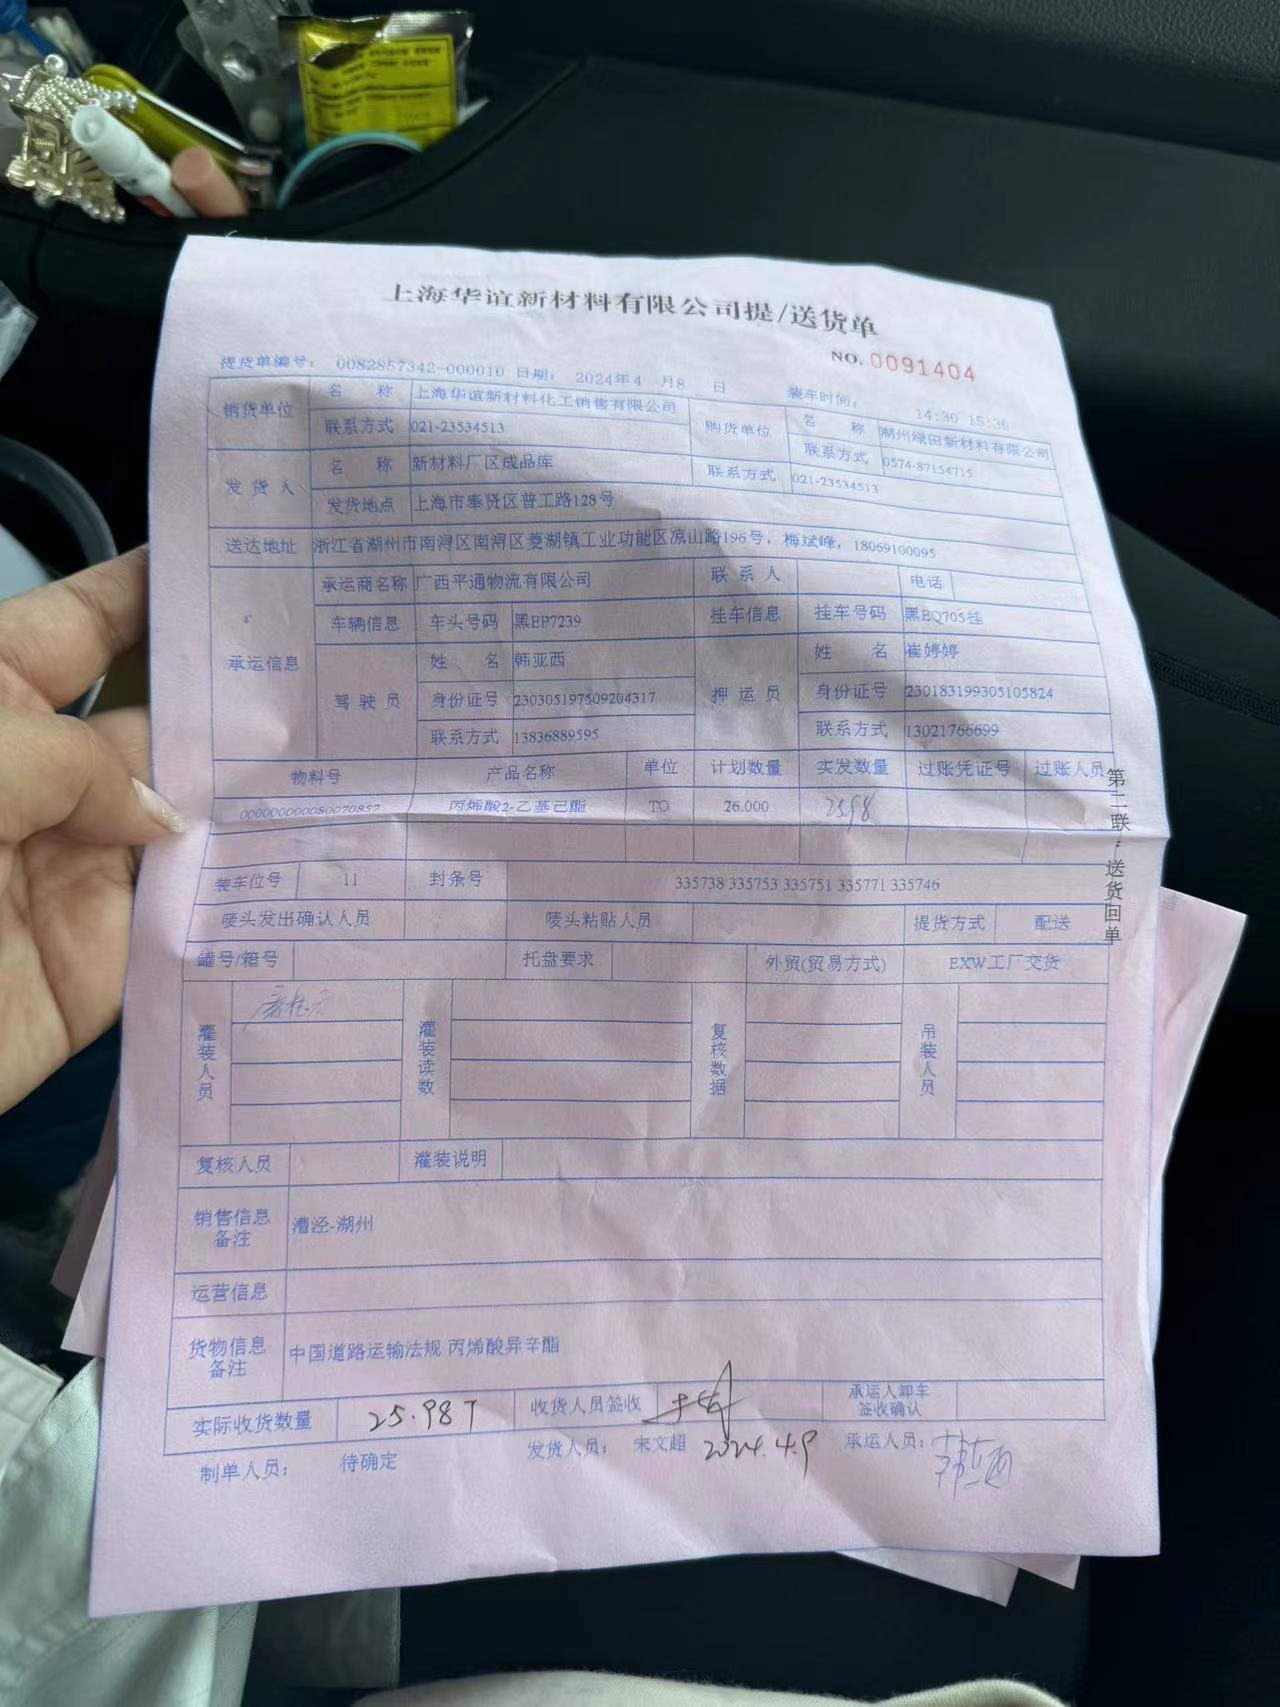 上海华谊新材料有限公司提/送货单
NO. 0091404
提货单编号： 0082857342-000010 日期： 2024年4 月8 日 装车时间： 14:30 15:30
销货单位 名 称 上海华谊新材料化工销售有限公司 购货单位 名 称 湖州绿田新材料有限公司
联系方式 021-23534513 联系方式 0574-87154715
发 货 人 名 称 新材料厂区成品库 联系方式 021-23534513
发货地点 上海市奉贤区普工路128号
送达地址 浙江省湖州市南浔区南浔区菱湖镇工业功能区凉山路196号，梅斌峰，18069100095
承运信息 承运商名称 广西平通物流有限公司 联 系 人 电话
车辆信息 车头号码 黑EP7239 挂车信息 挂车号码 黑EQ705挂
驾 驶 员 姓 名 韩亚西 押 运 员 姓 名 崔婷婷
身份证号 230305197509204317 身份证号 230183199305105824
联系方式 13836889595 联系方式 13021766699
物料号 产品名称 单位 计划数量 实发数量 过账凭证号 过账人员
000000000080070857 丙烯酸2-乙基己酯 TO 26.000 25.98
装车位号 11 封条号 335738 335753 335751 335771 335746
唛头发出确认人员 唛头粘贴人员 提货方式 配送
罐号/箱号 托盘要求 外贸(贸易方式) EXW工厂交货
灌装人员 灌装读数 复核数据 吊装人员
复核人员 灌装说明
销售信息备注 漕泾-湖州
运营信息
货物信息备注 中国道路运输法规 丙烯酸异辛酯
实际收货数量 25.98T 收货人员签收 承运人卸车签收确认
制单人员： 待确定 发货人员： 宋文超 2024.4.9 承运人员： 韩亚西
第二联：送货回单